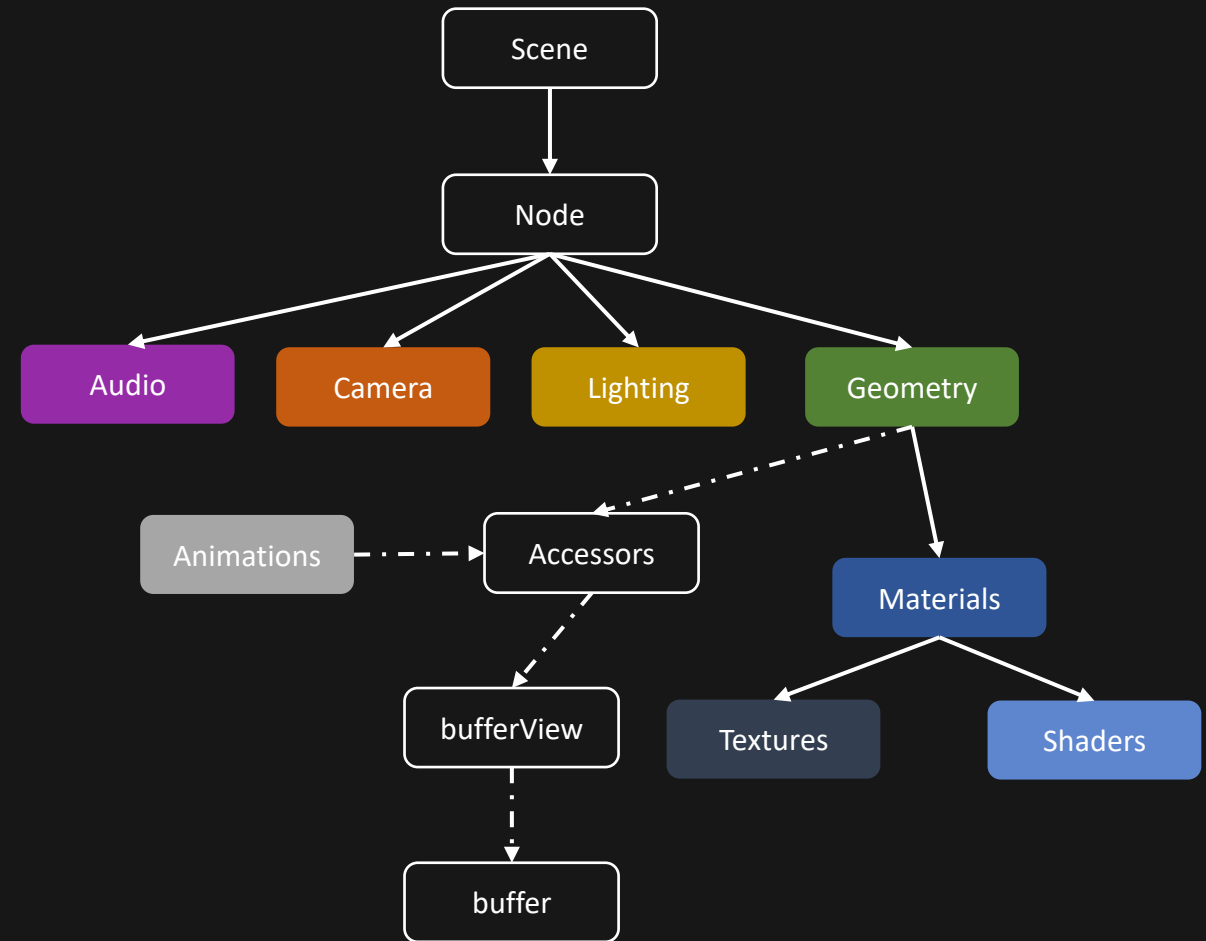 Scene
Node
Audio
Camera
Lighting
Geometry
Animations
Accessors
Materials
bufferView
Textures
Shaders
buffer